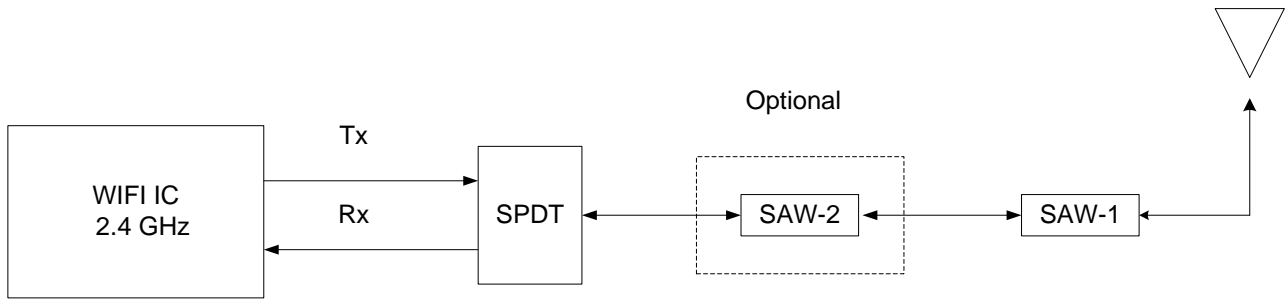 Optional
Tx
WIFI IC
2.4 GHz
Rx
SPDT
SAW-2
SAW-1